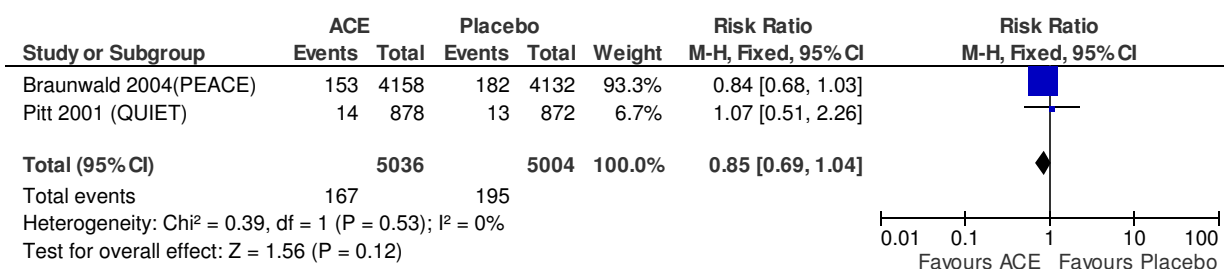 ACE Placebo Risk Ratio Risk Ratio
Study or Subgroup Events Total Events Total Weight M-H, Fixed, 95% CI M-H, Fixed, 95% CI
Braunwald 2004(PEACE) 153 4158 182 4132 93.3% 0.84 [0.68, 1.03]
Pitt 2001 (QUIET) 14 878 13 872 6.7% 1.07 [0.51, 2.26]
Total (95% CI) 5036 5004 100.0% 0.85 [0.69, 1.04]
Total events 167 195
Heterogeneity: Chi² = 0.39, df = 1 (P = 0.53); I² = 0%
Test for overall effect: Z = 1.56 (P = 0.12)
0.01 0.1 1 10 100
Favours ACE Favours Placebo